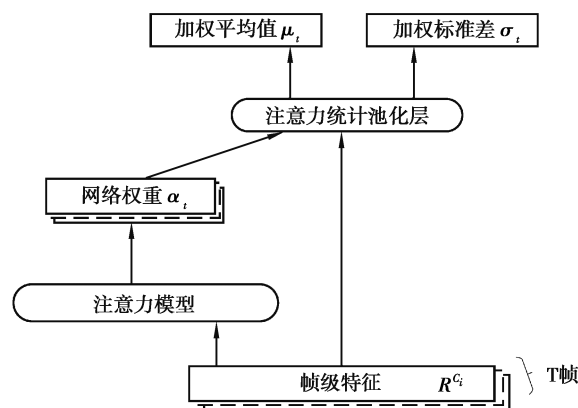 加权平均值 μt
加权标准差 σt
注意力统计池化层
网络权重 αt
注意力模型
帧级特征 R^Ci
T帧